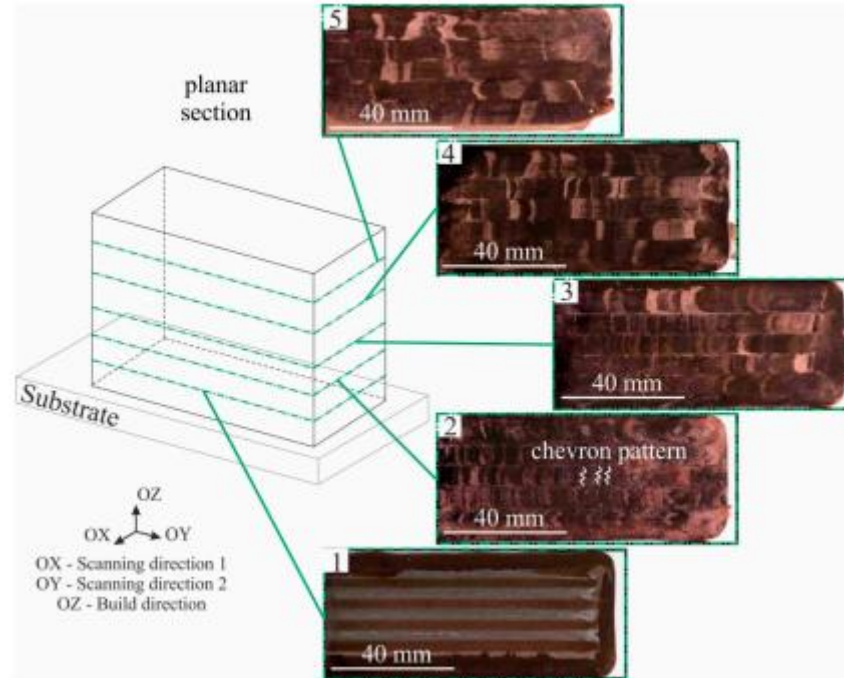 5
planar
section
40 mm
4
40 mm
3
40 mm
Substrate
2
chevron pattern
40 mm
OZ
OX
OY
OX - Scanning direction 1
OY - Scanning direction 2
OZ - Build direction
1
40 mm